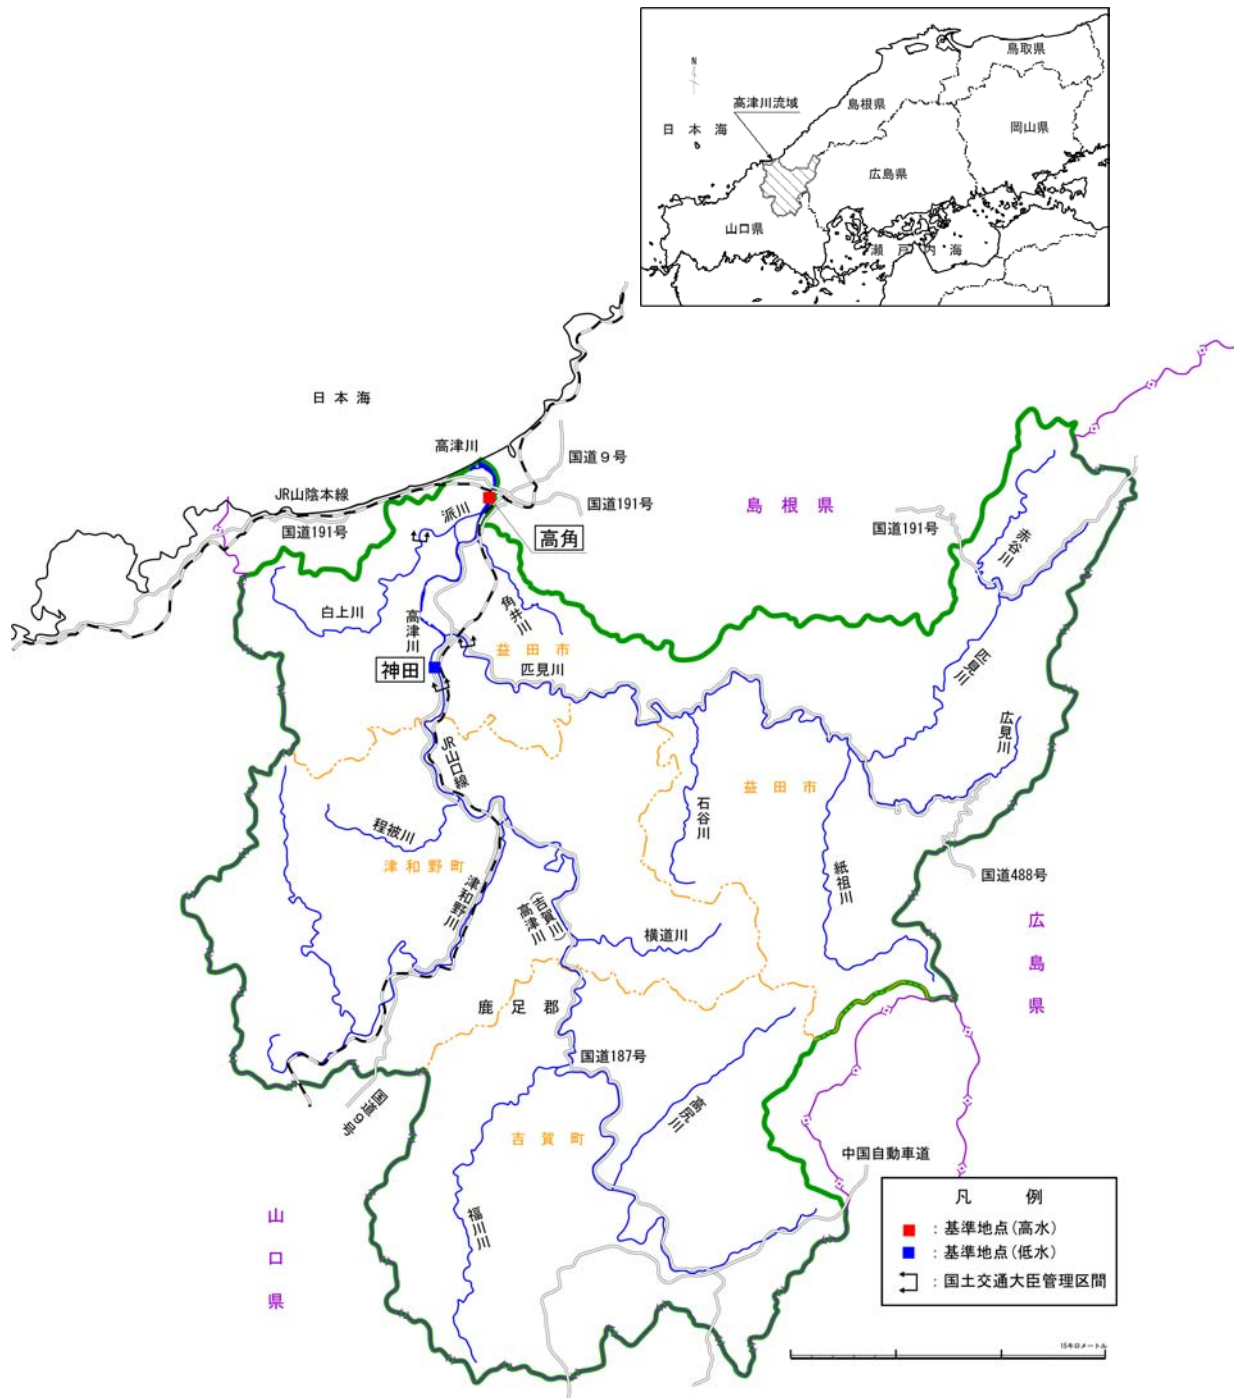 N
鳥取県
高津川流域
島根県
日本海
岡山県
広島県
山口県
瀬戸内海
日本海
高津川
国道9号
JR山陰本線
国道191号
派川
国道191号
高角
島根県
国道191号
赤谷川
白上川
高津川
角井川
益田市
匹見川
神田
匹見川
広見川
JR山口線
石谷川
益田市
程彼川
津和野町
津和野川
紙祖川
国道488号
(吉賀川)
高津川
横道川
広島県
鹿足郡
国道187号
高尻川
国道9号
吉賀町
中国自動車道
山口県
福川川
凡例
:基準地点(高水)
:基準地点(低水)
:国土交通大臣管理区間
15キロメートル